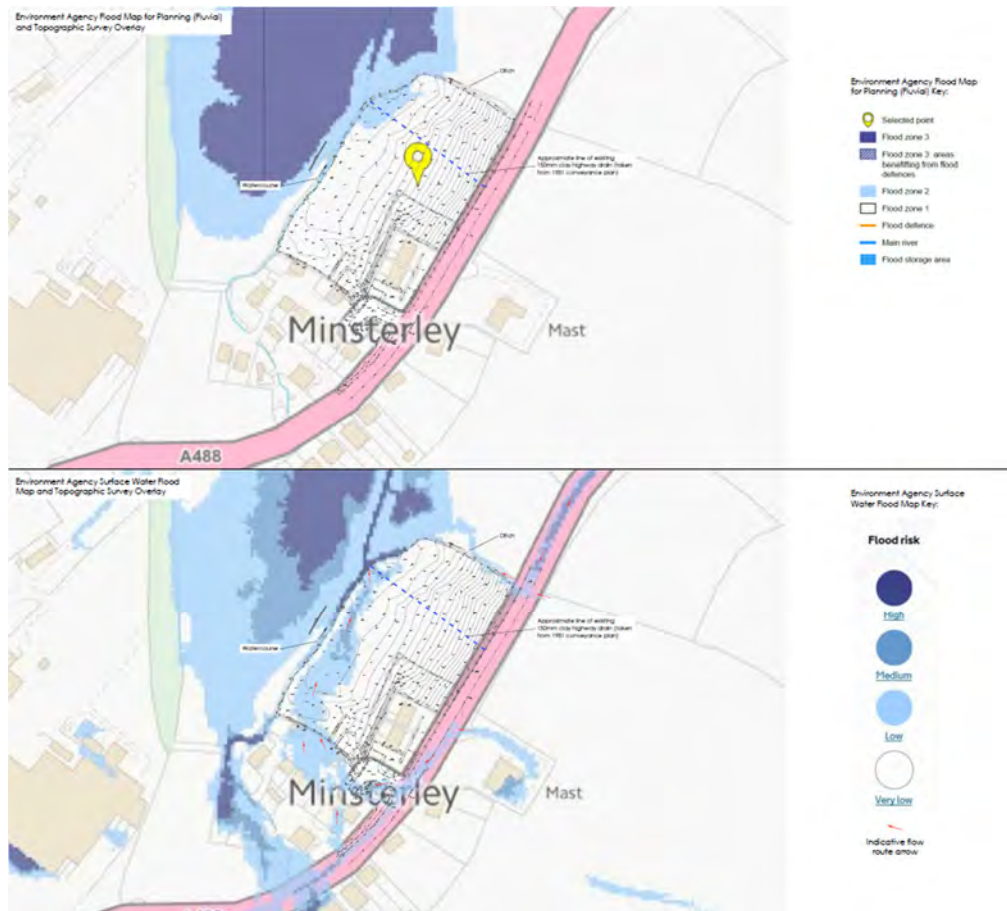 Environment Agency Flood Map for Planning (Fluvial)
and Topographic Survey Overlay
Ditch
Approximate line of existing
150mm clay highway drain (taken
from 1981 conveyance plan)
Watercourse
Minsterley
Mast
A488
Environment Agency Flood Map
for Planning (Fluvial) Key:
Selected point
Flood zone 3
Flood zone 3: areas
benefitting from flood
defences
Flood zone 2
Flood zone 1
Flood defence
Main river
Flood storage area
Environment Agency Surface Water Flood
Map and Topographic Survey Overlay
Ditch
Approximate line of existing
150mm clay highway drain (taken
from 1981 conveyance plan)
Watercourse
Minsterley
Mast
Environment Agency Surface
Water Flood Map Key:
Flood risk
High
Medium
Low
Very low
Indicative flow
route arrow